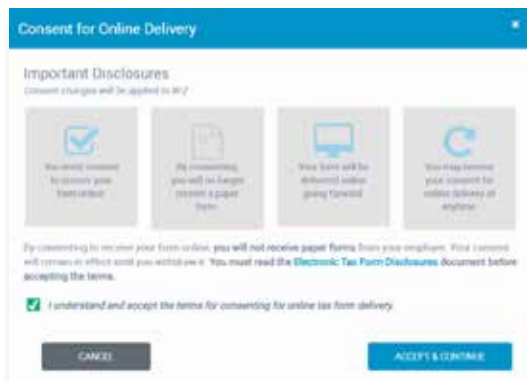 Consent for Online Delivery
Important Disclosures
Consent changes will be applied to W-2
You must consent
to receive your
form online
By consenting,
you will no longer
receive a paper
form
Your form will be
delivered online
going forward
You may remove
your consent for
online delivery at
anytime
By consenting to receive your form online, you will not receive paper forms from your employer. Your consent
will remain in effect until you withdraw it. You must read the Electronic Tax Form Disclosures document before
accepting the terms.
I understand and accept the terms for consenting for online tax form delivery.
CANCEL
ACCEPT & CONTINUE